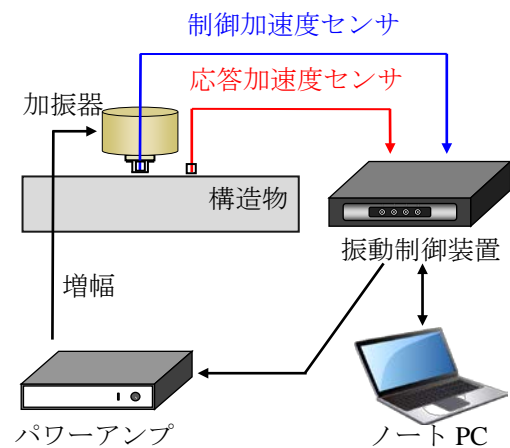 制御加速度センサ
応答加速度センサ
加振器
構造物
振動制御装置
増幅
パワーアンプ
ノート PC